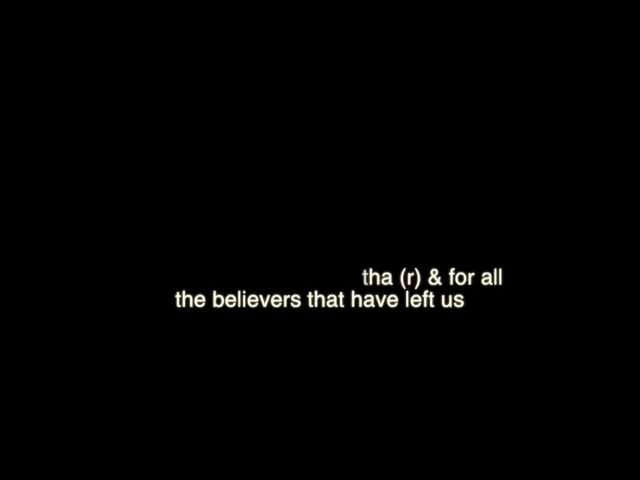 tha (r) & for all
the believers that have left us